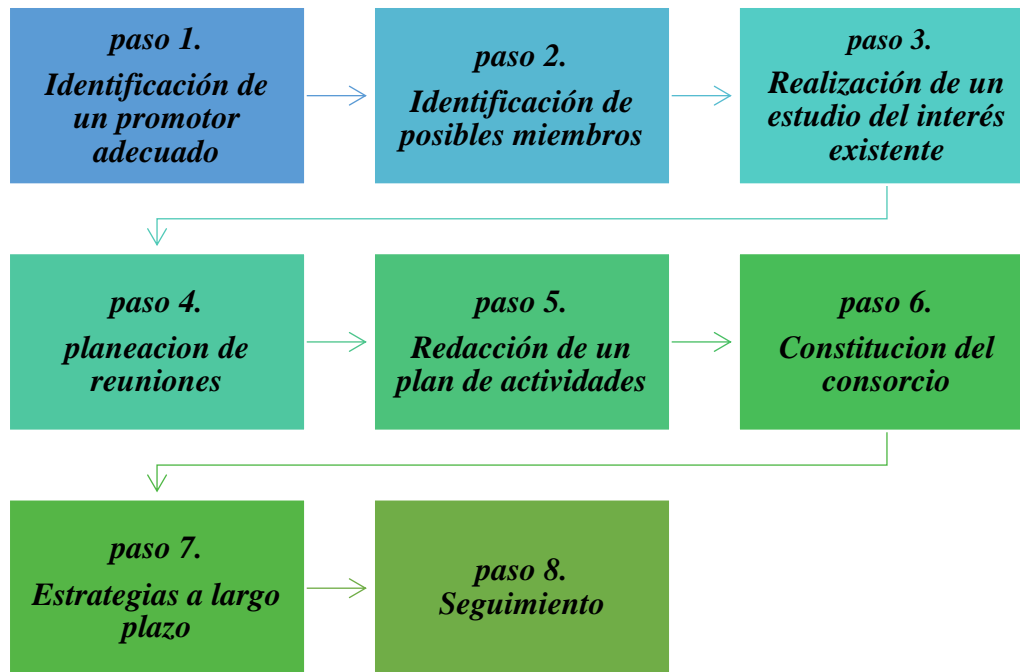 paso 1.
Identificación de
un promotor
adecuado
paso 2.
Identificación de
posibles miembros
paso 3.
Realización de un
estudio del interés
existente
paso 4.
planeacion de
reuniones
paso 5.
Redacción de un
plan de actividades
paso 6.
Constitucion del
consorcio
paso 7.
Estrategias a largo
plazo
paso 8.
Seguimiento